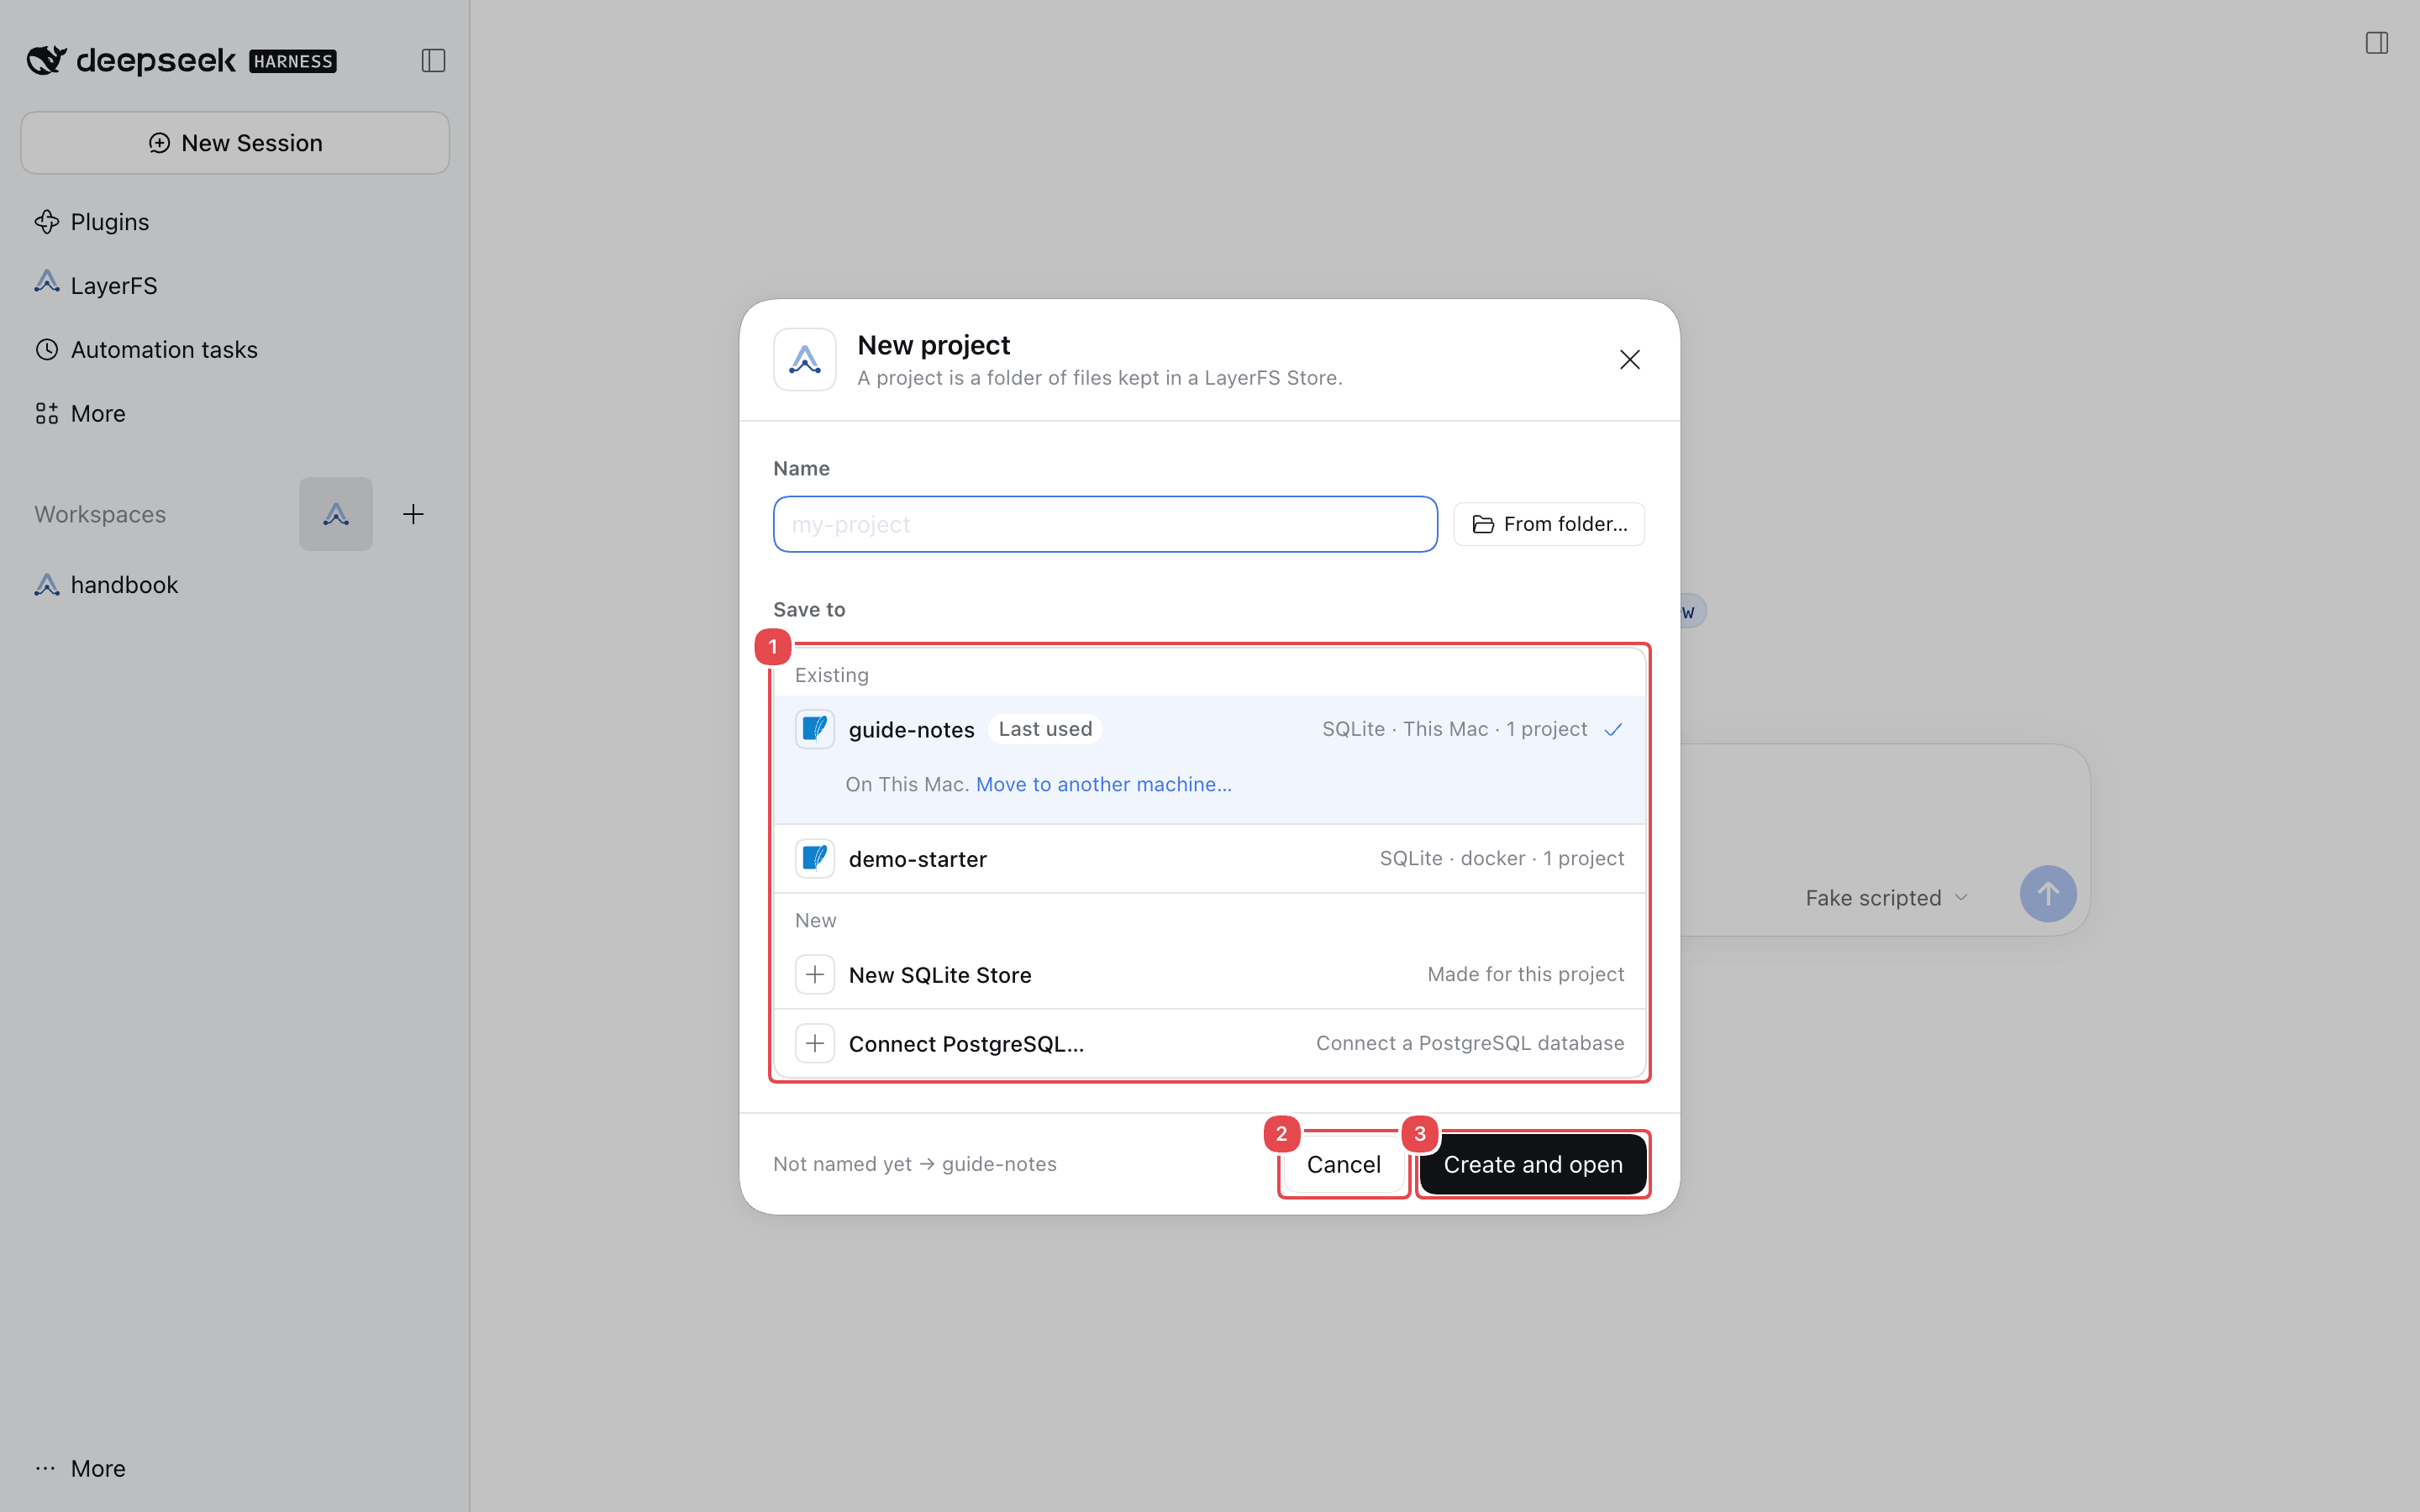 deepseek HARNESS
New Session
Plugins
LayerFS
Automation tasks
More
Workspaces
handbook
More
New project
A project is a folder of files kept in a LayerFS Store.
Name
my-project
From folder...
Save to
1
Existing
guide-notes Last used SQLite · This Mac · 1 project
On This Mac. Move to another machine...
demo-starter SQLite · docker · 1 project
New
New SQLite Store Made for this project
Connect PostgreSQL... Connect a PostgreSQL database
2 3
Not named yet → guide-notes Cancel Create and open
Fake scripted